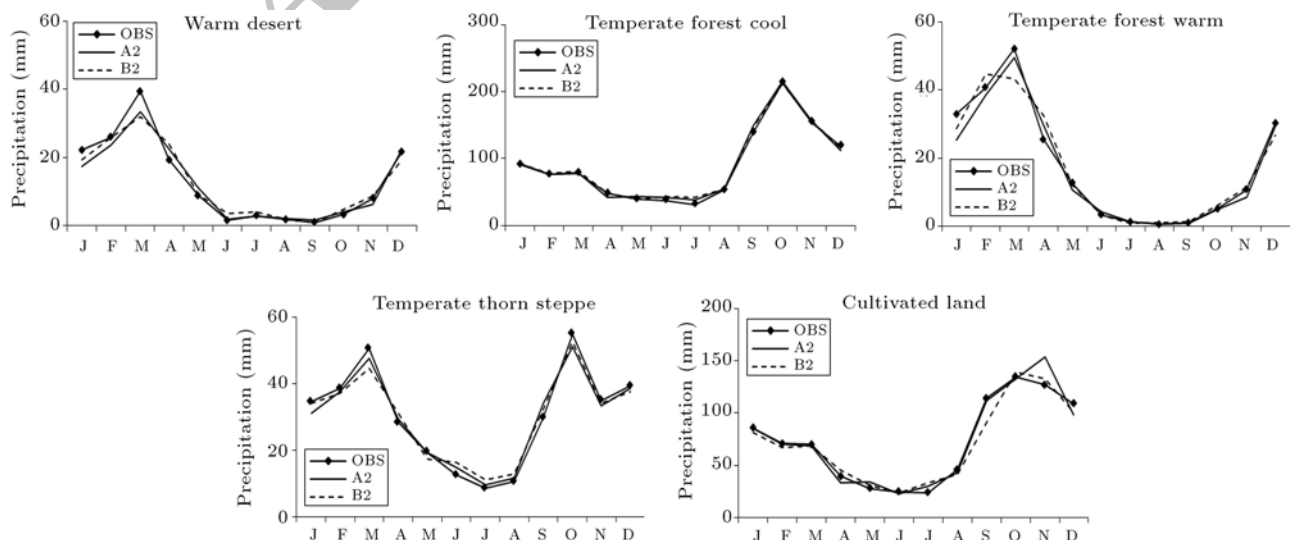 Warm desert
Precipitation (mm)
60
40
20
0
OBS
A2
B2
J F M A M J J A S O N D
Temperate forest cool
Precipitation (mm)
300
200
100
0
OBS
A2
B2
J F M A M J J A S O N D
Temperate forest warm
Precipitation (mm)
60
40
20
0
OBS
A2
B2
J F M A M J J A S O N D
Temperate thorn steppe
Precipitation (mm)
60
40
20
0
OBS
A2
B2
J F M A M J J A S O N D
Cultivated land
Precipitation (mm)
200
150
100
50
0
OBS
A2
B2
J F M A M J J A S O N D